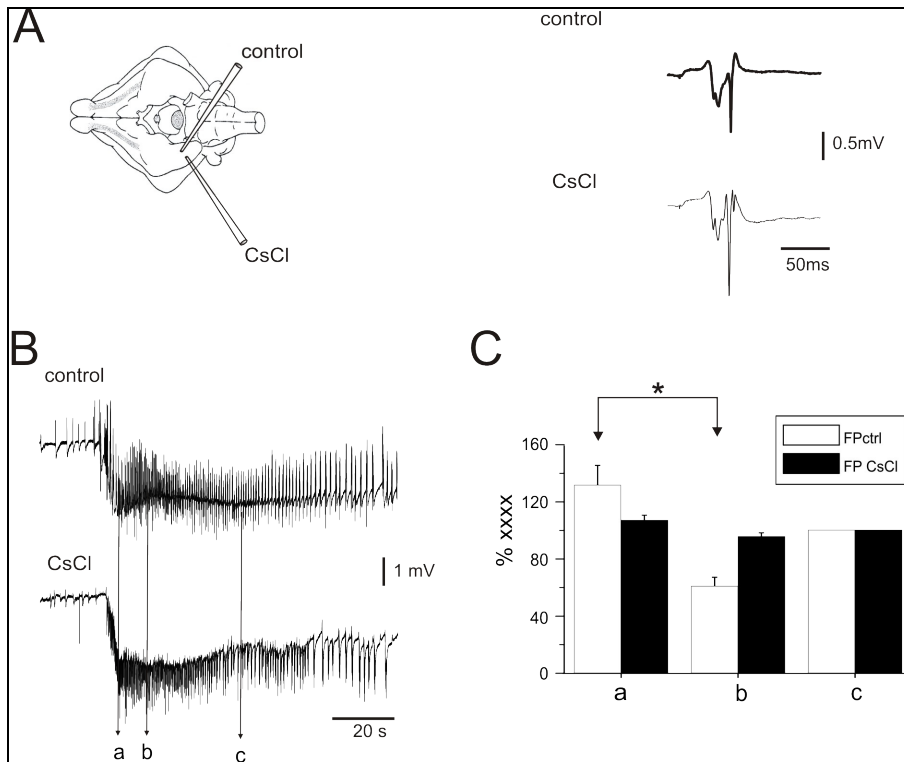 A
control
CsCl
control
0.5mV
CsCl
50ms
B
control
CsCl
1 mV
20 s
a b c
C
*
FPctrl
FP CsCl
% xxxx
160
120
80
40
0
a b c